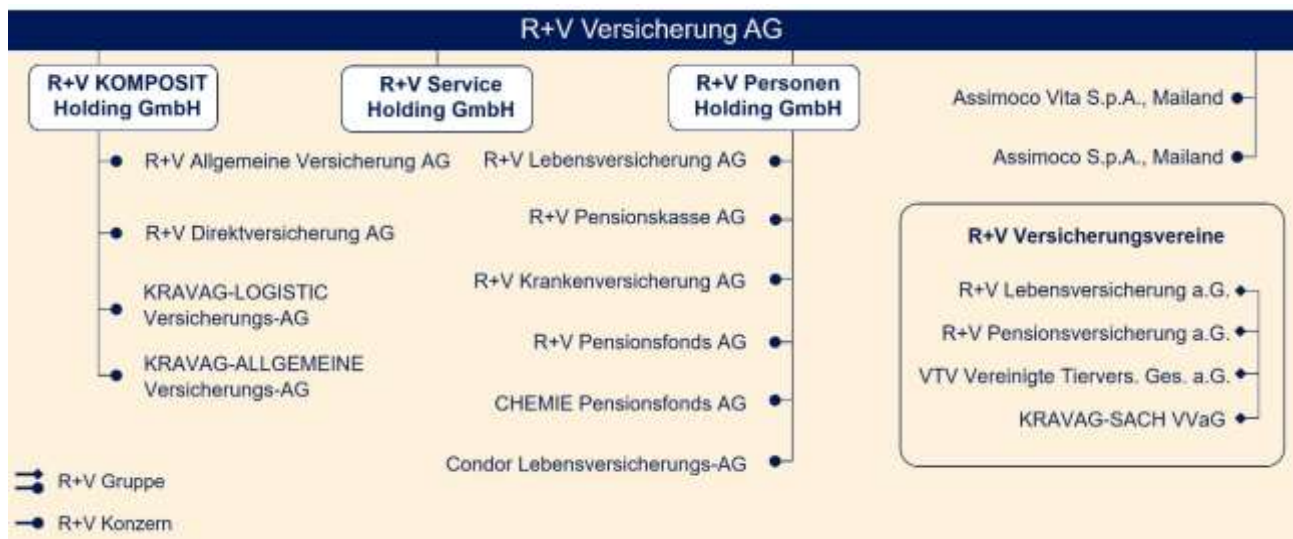 R+V Versicherung AG
R+V KOMPOSIT
Holding GmbH
R+V Allgemeine Versicherung AG
R+V Direktversicherung AG
KRAVAG-LOGISTIC
Versicherungs-AG
KRAVAG-ALLGEMEINE
Versicherungs-AG
R+V Service
Holding GmbH
R+V Personen
Holding GmbH
R+V Lebensversicherung AG
R+V Pensionskasse AG
R+V Krankenversicherung AG
R+V Pensionsfonds AG
CHEMIE Pensionsfonds AG
Condor Lebensversicherungs-AG
Assimoco Vita S.p.A., Mailand
Assimoco S.p.A., Mailand
R+V Versicherungsvereine
R+V Lebensversicherung a.G.
R+V Pensionsversicherung a.G.
VTV Vereinigte Tiervers. Ges. a.G.
KRAVAG-SACH VVaG
R+V Gruppe
R+V Konzern